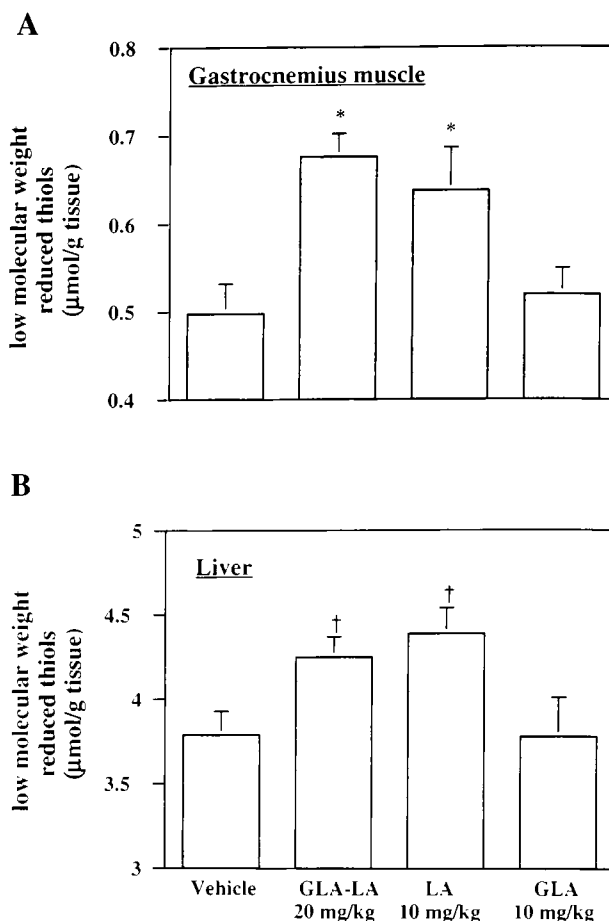 A
Gastrocnemius muscle
low molecular weight
reduced thiols
(μmol/g tissue)
0.8
0.7
0.6
0.5
0.4
*
*
B
Liver
low molecular weight
reduced thiols
(μmol/g tissue)
5
4.5
4
3.5
3
†
†
Vehicle GLA-LA LA GLA
20 mg/kg 10 mg/kg 10 mg/kg